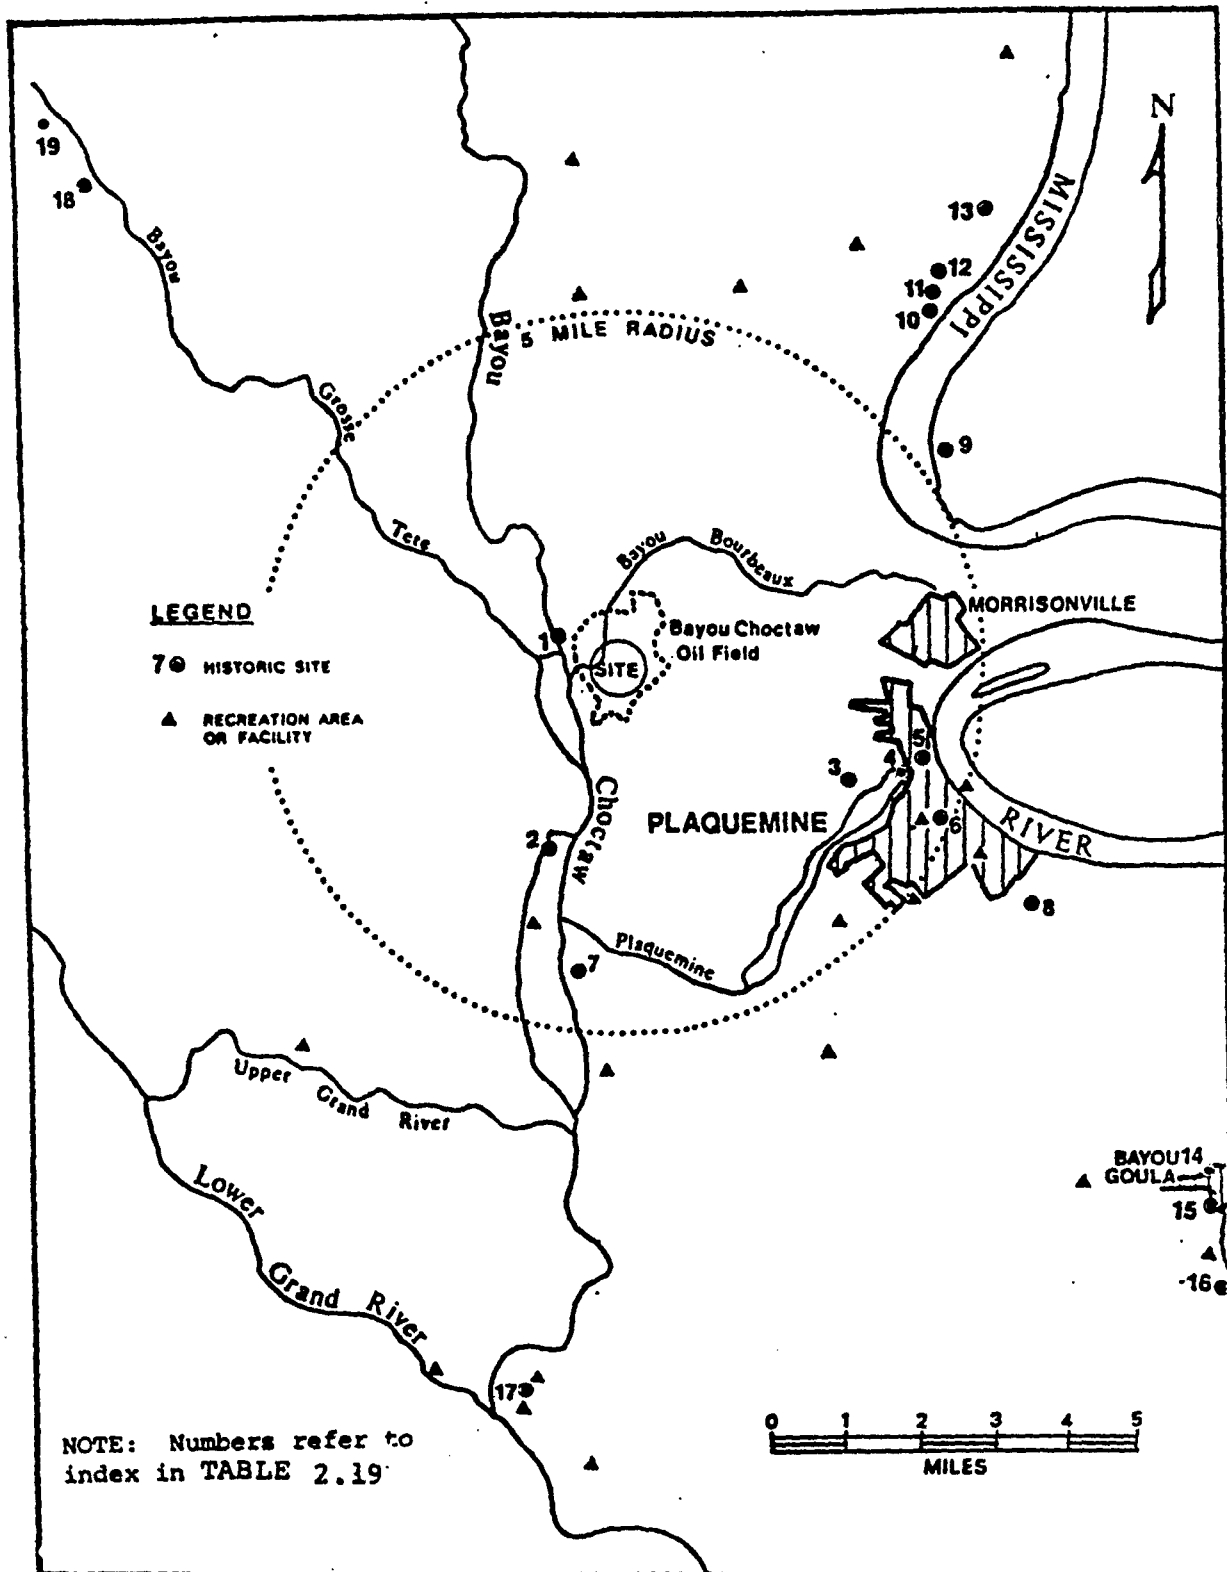 N
19
18
13
12
11
10
MISSISSIPPI
Bayou
Bayou
5 MILE RADIUS
Grosse
9
Tete
Bayou Bourbeaux
LEGEND
7 HISTORIC SITE
RECREATION AREA
OR FACILITY
MORRISONVILLE
1
Bayou Choctaw
Oil Field
SITE
5
4
3
Choctaw
PLAQUEMINE
6
RIVER
2
8
Plaquemine
7
Upper Grand River
BAYOU 14
GOULA
15
16
Lower
Grand River
17
0 1 2 3 4 5
MILES
NOTE: Numbers refer to
index in TABLE 2.19